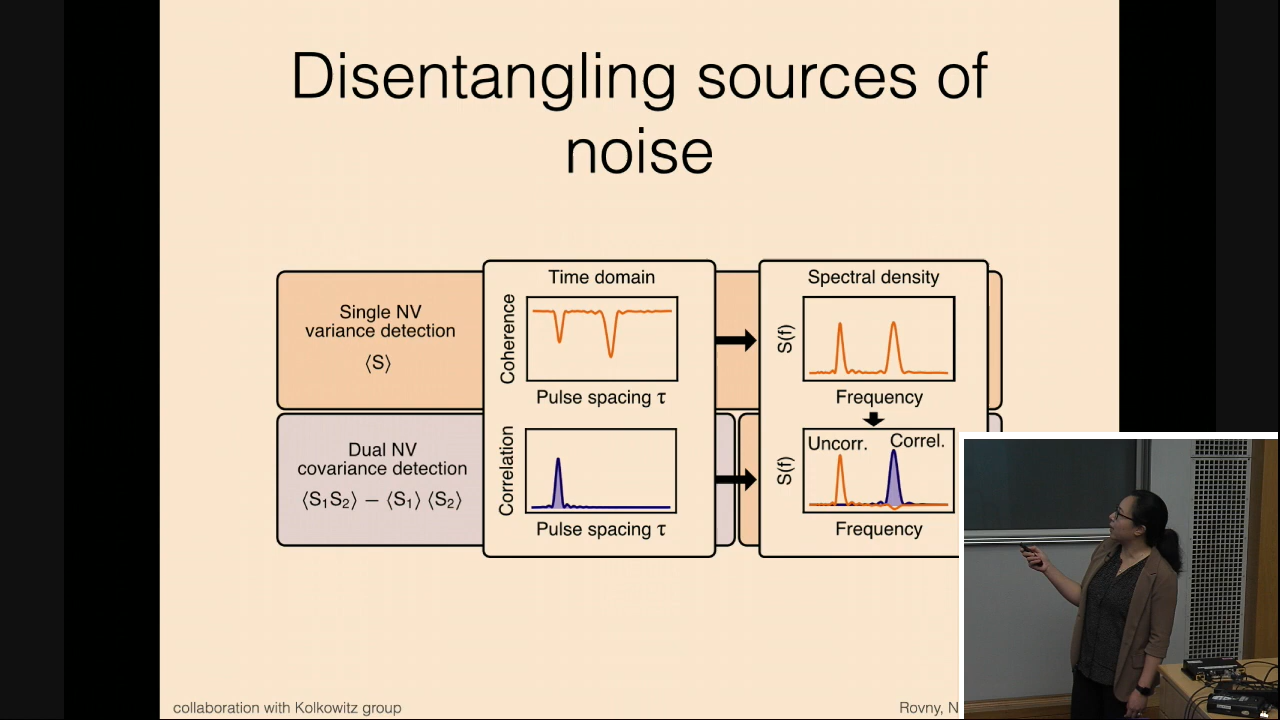 Disentangling sources of
noise
Single NV
variance detection
⟨S⟩
Time domain
Coherence
Pulse spacing τ
Spectral density
S(f)
Frequency
Dual NV
covariance detection
⟨S₁S₂⟩ − ⟨S₁⟩ ⟨S₂⟩
Correlation
Pulse spacing τ
Uncorr.
Correl.
S(f)
Frequency
collaboration with Kolkowitz group
Rovny, N